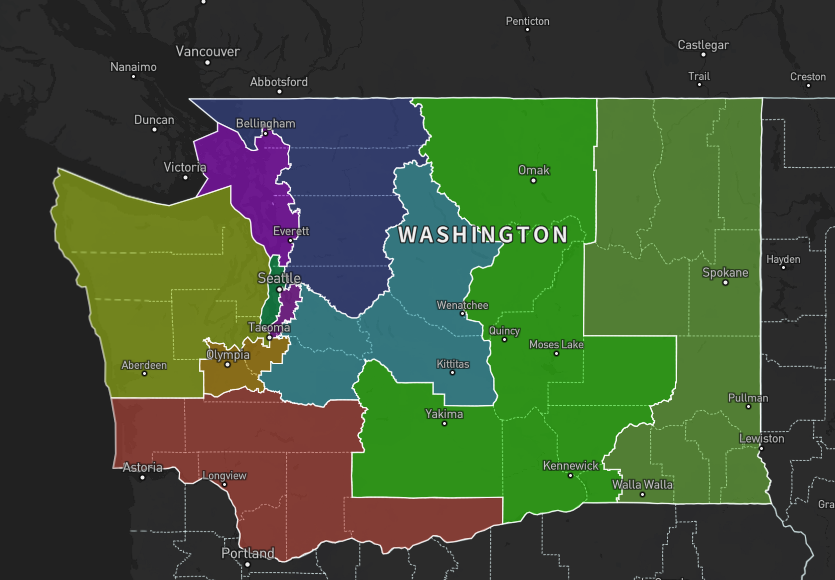 Penticton
Vancouver
Castlegar
Nanaimo
Trail
Creston
Abbotsford
Duncan
Bellingham
Victoria
Omak
Everett
WASHINGTON
Hayden
Seattle
Spokane
Wenatchee
Tacoma
Quincy
Moses Lake
Olympia
Aberdeen
Kittitas
Pullman
Yakima
Lewiston
Astoria
Longview
Kennewick
Walla Walla
Gra
Portland